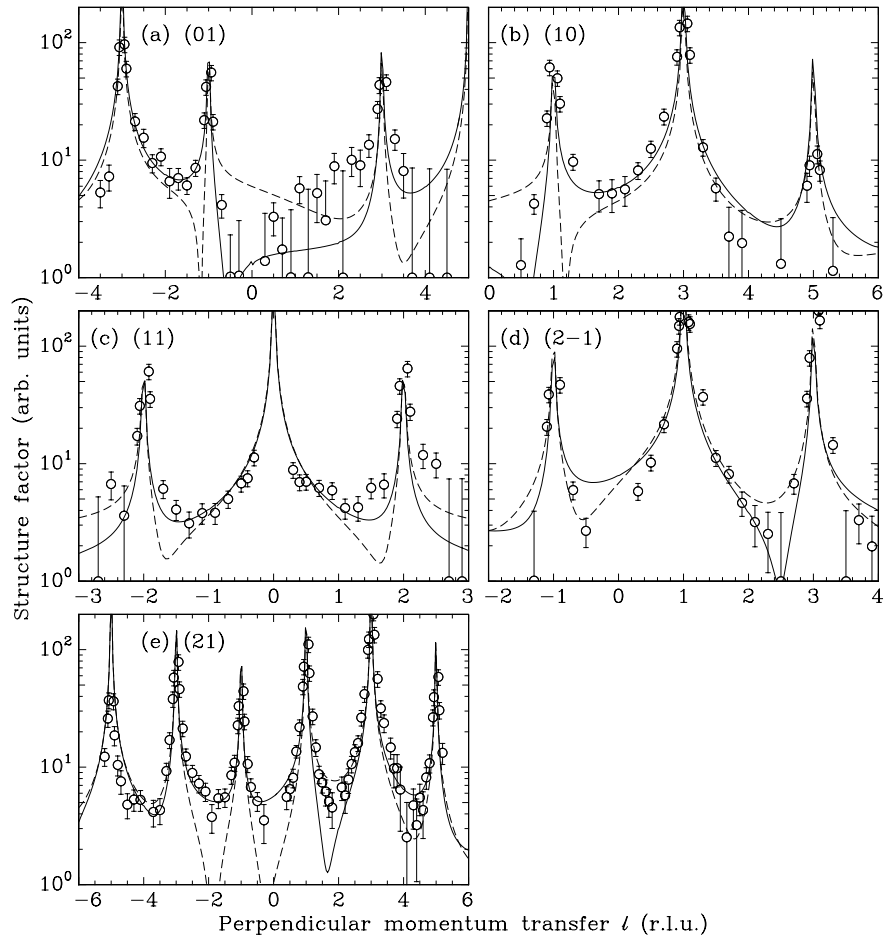 (a) (01)
(b) (10)
10²
10¹
10⁰
−4 −2 0 2 4
0 1 2 3 4 5 6
(c) (11)
(d) (2−1)
10²
10¹
10⁰
−3 −2 −1 0 1 2 3
−2 −1 0 1 2 3 4
(e) (21)
10²
10¹
10⁰
−6 −4 −2 0 2 4 6
Structure factor (arb. units)
Perpendicular momentum transfer l (r.l.u.)